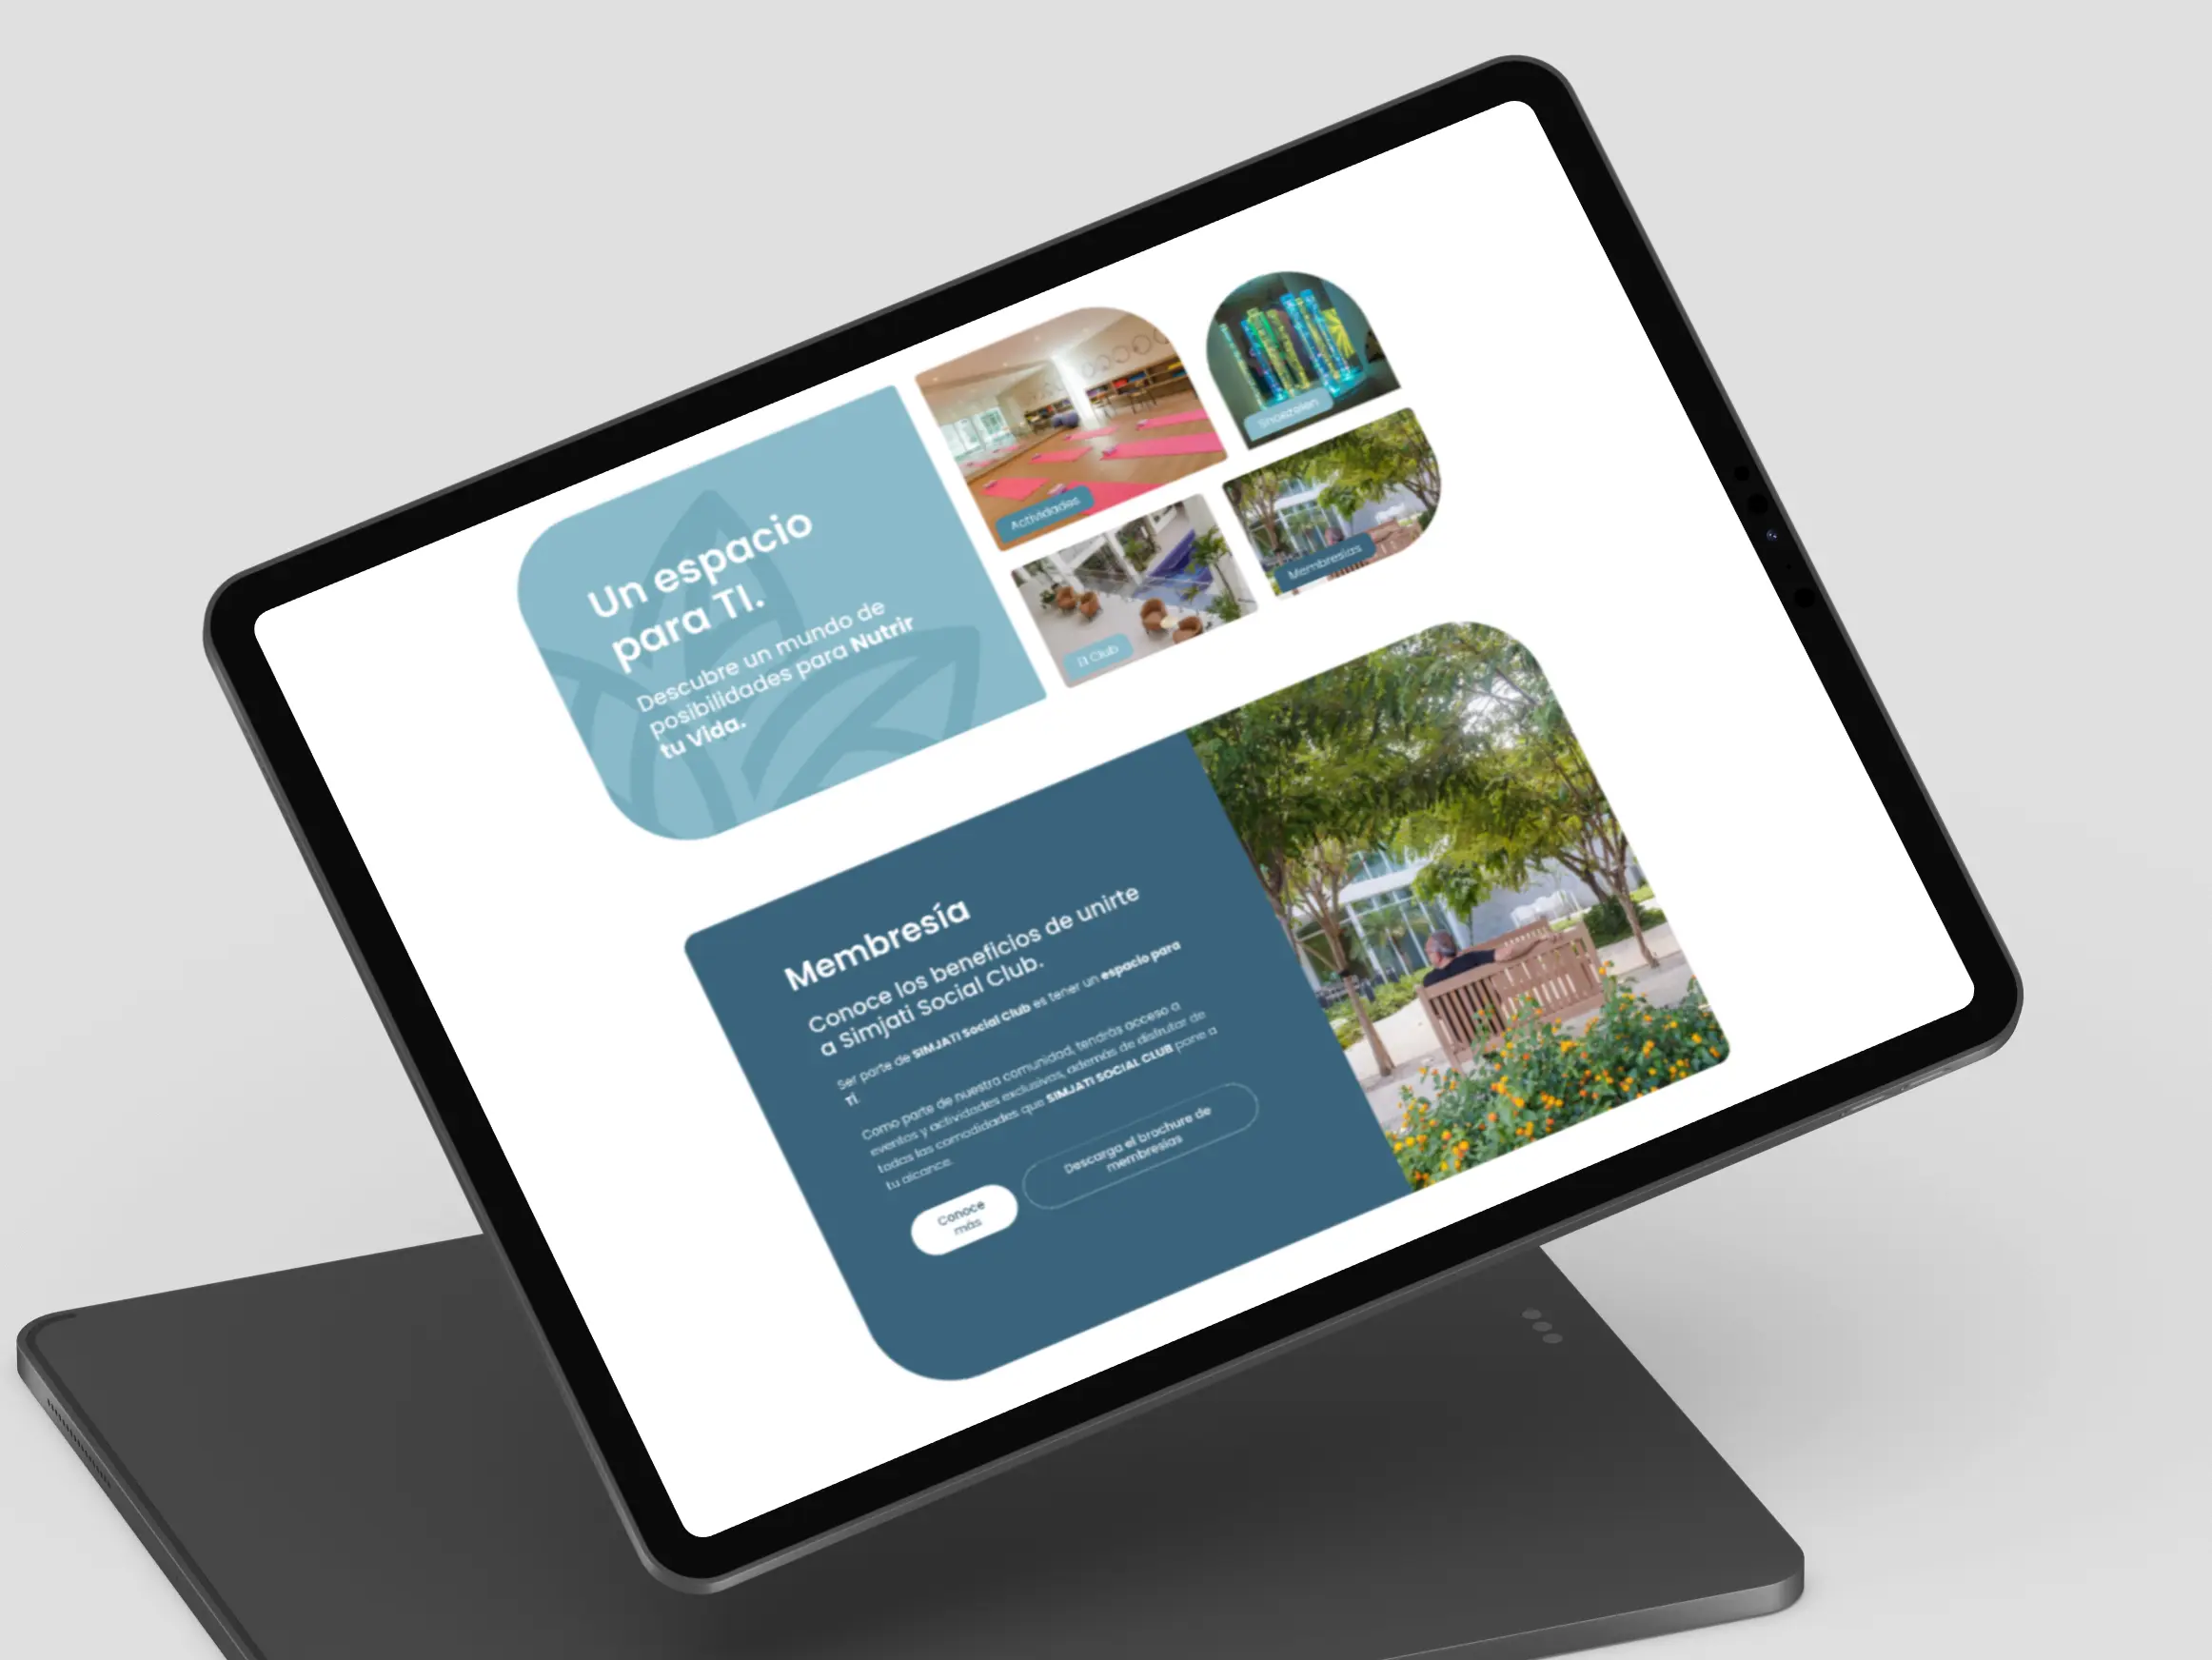 Un espacio
para TI.
Descubre un mundo de
posibilidades para Nutrir
tu Vida.
Actividades
Snoezelen
El Club
Membresías
Membresía
Conoce los beneficios de unirte
a Simjati Social Club.
Ser parte de SIMJATI Social Club es tener un espacio para
TI.
Como parte de nuestra comunidad, tendrás acceso a
eventos y actividades exclusivas, además de disfrutar de
todas las comodidades que SIMJATI SOCIAL CLUB pone a
tu alcance.
Conoce
más
Descarga el brochure de
membresías